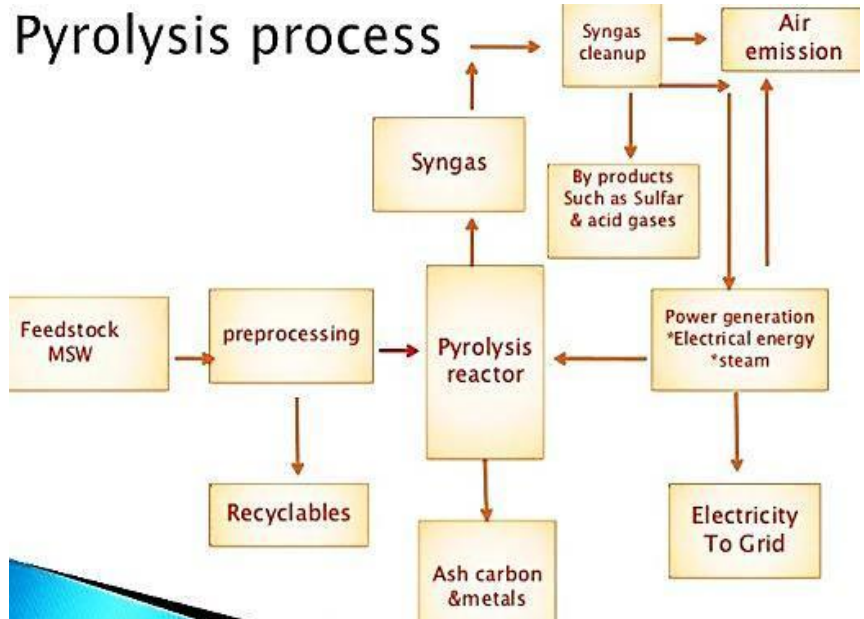 Pyrolysis process
Syngas
cleanup
Air
emission
Syngas
By products
Such as Sulfar
& acid gases
Feedstock
MSW
preprocessing
Pyrolysis
reactor
Power generation
*Electrical energy
*steam
Recyclables
Electricity
To Grid
Ash carbon
&metals